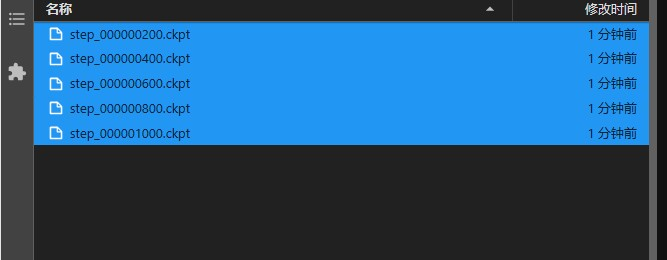 名称 修改时间
step_000000200.ckpt 1 分钟前
step_000000400.ckpt 1 分钟前
step_000000600.ckpt 1 分钟前
step_000000800.ckpt 1 分钟前
step_000001000.ckpt 1 分钟前